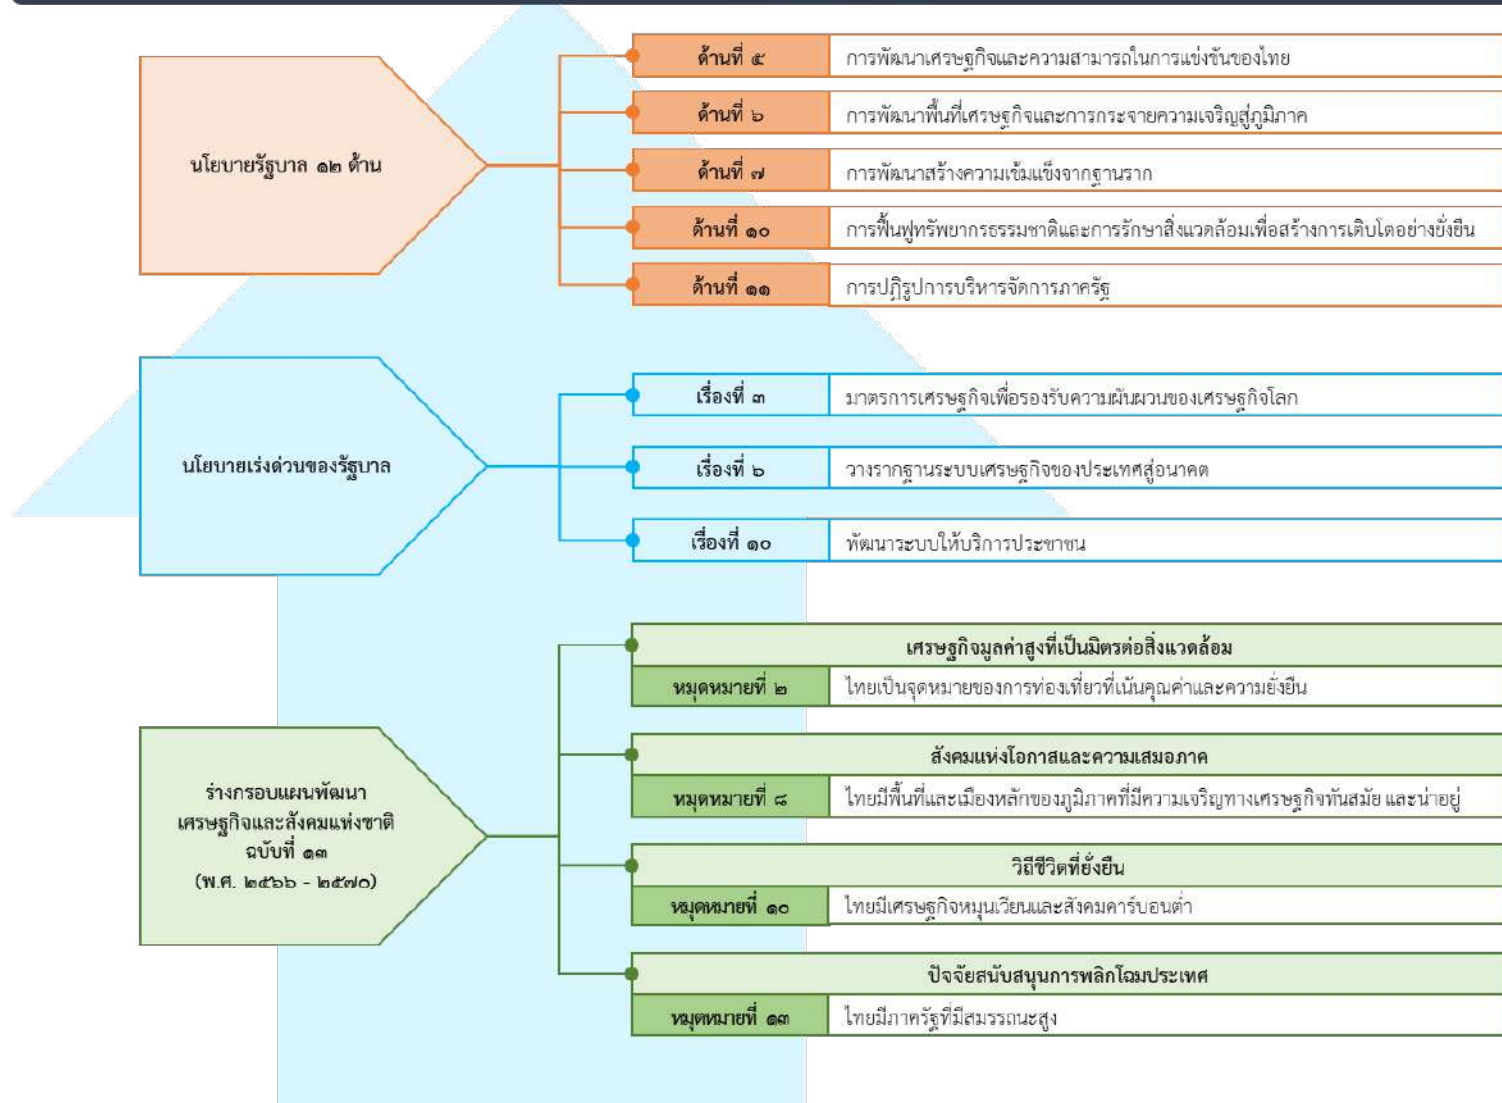 นโยบายรัฐบาล ๑๒ ด้าน
ด้านที่ ๕ การพัฒนาเศรษฐกิจและความสามารถในการแข่งขันของไทย
ด้านที่ ๖ การพัฒนาพื้นที่เศรษฐกิจและการกระจายความเจริญสู่ภูมิภาค
ด้านที่ ๗ การพัฒนาสร้างความเข้มแข็งจากฐานราก
ด้านที่ ๑๐ การฟื้นฟูทรัพยากรธรรมชาติและการรักษาสิ่งแวดล้อมเพื่อสร้างการเติบโตอย่างยั่งยืน
ด้านที่ ๑๑ การปฏิรูปการบริหารจัดการภาครัฐ
นโยบายเร่งด่วนของรัฐบาล
เรื่องที่ ๓ มาตรการเศรษฐกิจเพื่อรองรับความผันผวนของเศรษฐกิจโลก
เรื่องที่ ๖ วางรากฐานระบบเศรษฐกิจของประเทศสู่อนาคต
เรื่องที่ ๑๐ พัฒนาระบบให้บริการประชาชน
ร่างกรอบแผนพัฒนา
เศรษฐกิจและสังคมแห่งชาติ
ฉบับที่ ๑๓
(พ.ศ. ๒๕๖๖ - ๒๕๗๐)
เศรษฐกิจมูลค่าสูงที่เป็นมิตรต่อสิ่งแวดล้อม
หมุดหมายที่ ๒ ไทยเป็นจุดหมายของการท่องเที่ยวที่เน้นคุณค่าและความยั่งยืน
สังคมแห่งโอกาสและความเสมอภาค
หมุดหมายที่ ๘ ไทยมีพื้นที่และเมืองหลักของภูมิภาคที่มีความเจริญทางเศรษฐกิจทันสมัย และน่าอยู่
วิถีชีวิตที่ยั่งยืน
หมุดหมายที่ ๑๐ ไทยมีเศรษฐกิจหมุนเวียนและสังคมคาร์บอนต่ำ
ปัจจัยสนับสนุนการพลิกโฉมประเทศ
หมุดหมายที่ ๑๓ ไทยมีภาครัฐที่มีสมรรถนะสูง